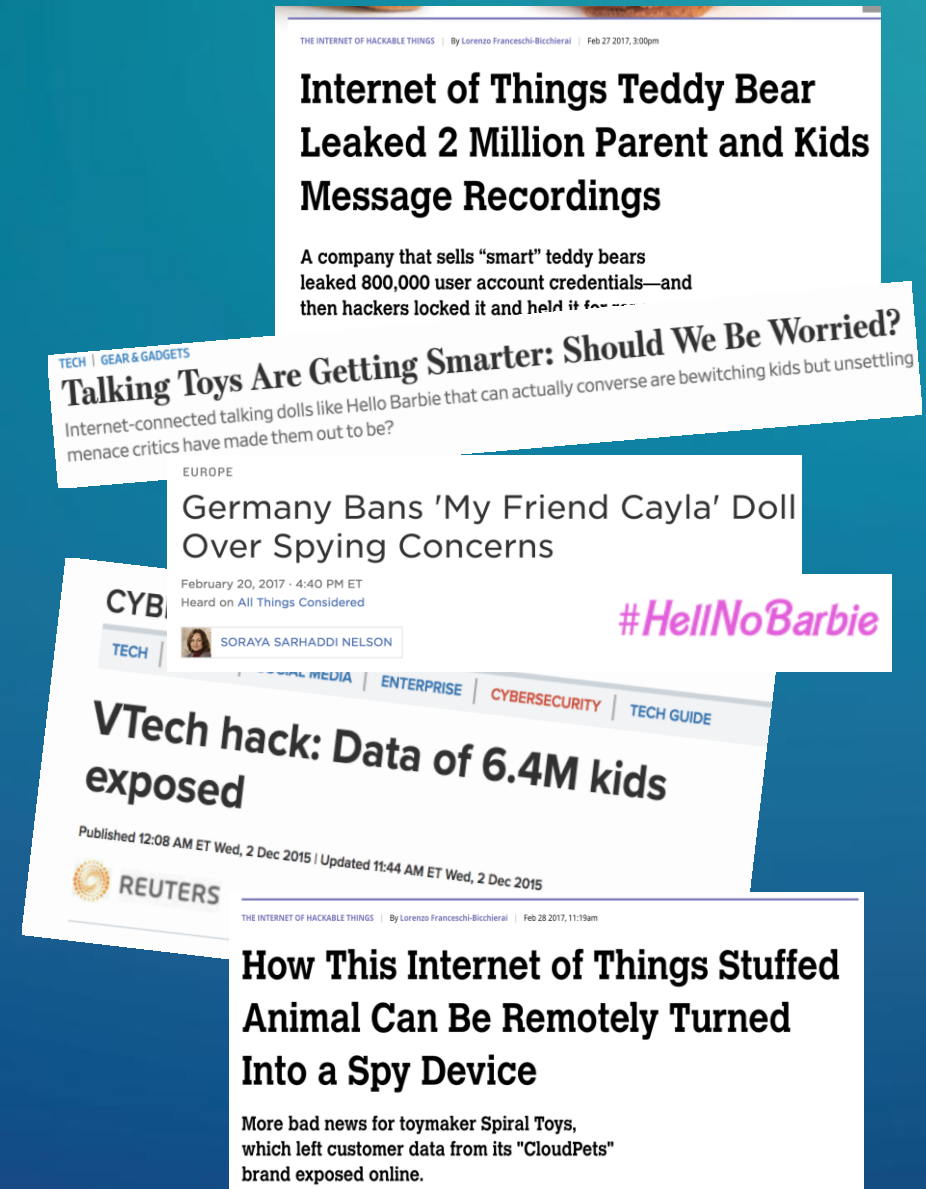 THE INTERNET OF HACKABLE THINGS | By Lorenzo Franceschi-Bicchierai | Feb 27 2017, 3:00pm
Internet of Things Teddy Bear
Leaked 2 Million Parent and Kids
Message Recordings
A company that sells “smart” teddy bears
leaked 800,000 user account credentials—and
then hackers locked it and held it for
TECH | GEAR & GADGETS
Talking Toys Are Getting Smarter: Should We Be Worried?
Internet-connected talking dolls like Hello Barbie that can actually converse are bewitching kids but unsettling
menace critics have made them out to be?
EUROPE
Germany Bans 'My Friend Cayla' Doll
Over Spying Concerns
February 20, 2017 · 4:40 PM ET
Heard on All Things Considered
SORAYA SARHADDI NELSON
#HellNoBarbie
TECH | SOCIAL MEDIA | ENTERPRISE | CYBERSECURITY | TECH GUIDE
VTech hack: Data of 6.4M kids
exposed
Published 12:08 AM ET Wed, 2 Dec 2015 | Updated 11:44 AM ET Wed, 2 Dec 2015
REUTERS
THE INTERNET OF HACKABLE THINGS | By Lorenzo Franceschi-Bicchierai | Feb 28 2017, 11:19am
How This Internet of Things Stuffed
Animal Can Be Remotely Turned
Into a Spy Device
More bad news for toymaker Spiral Toys,
which left customer data from its "CloudPets"
brand exposed online.